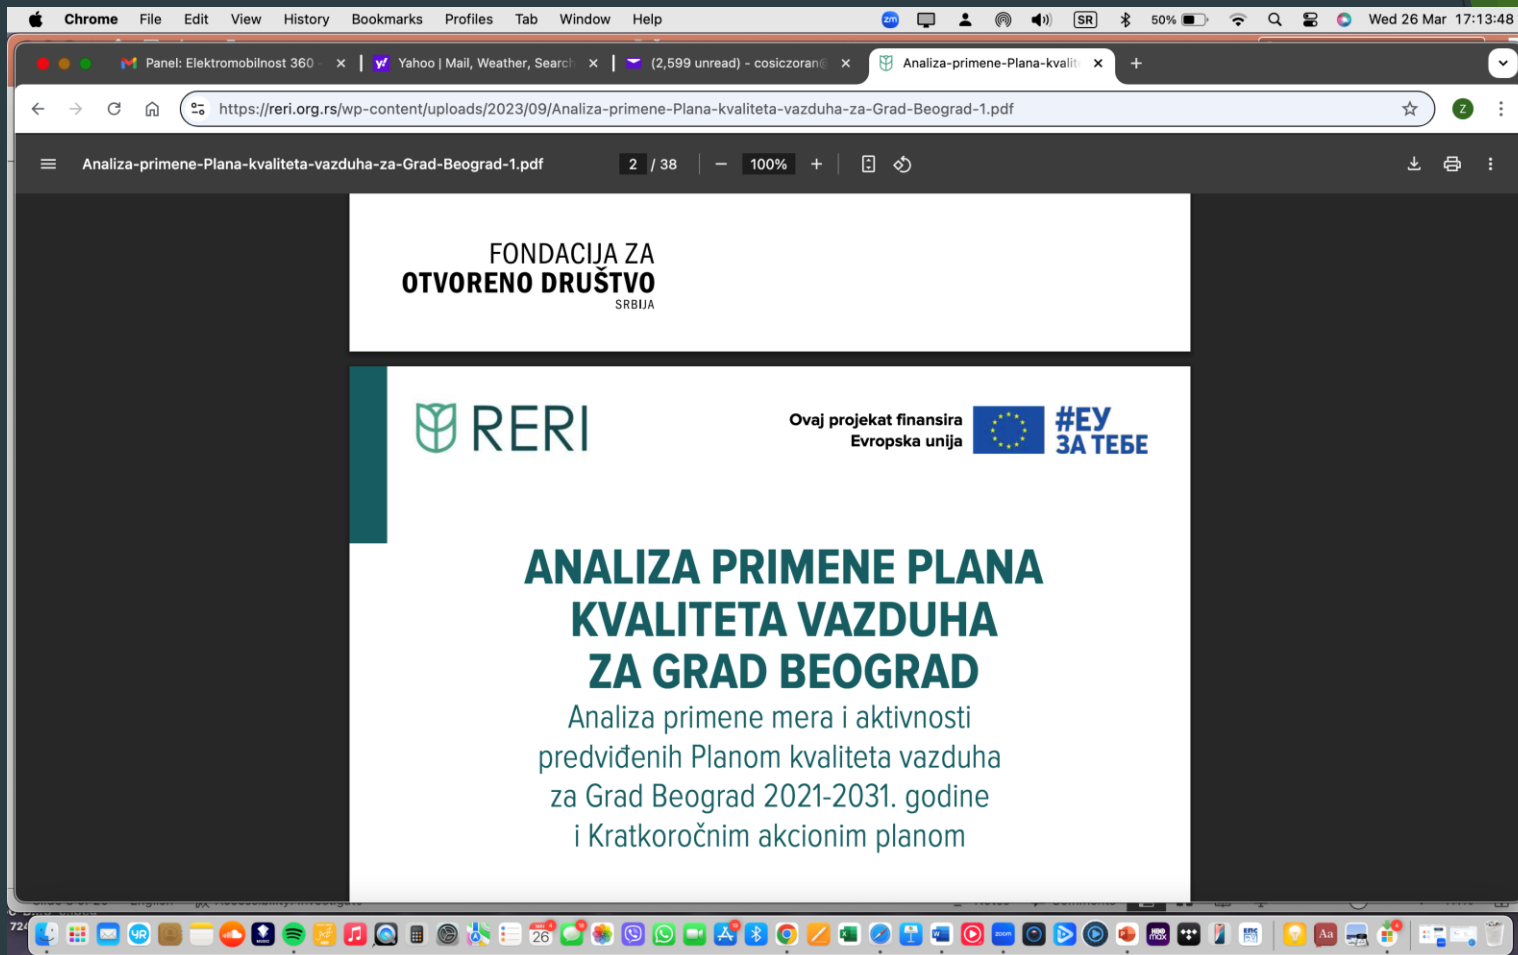 Chrome File Edit View History Bookmarks Profiles Tab Window Help
zm SR 50% Wed 26 Mar 17:13:48
Panel: Elektromobilnost 360 -
Yahoo | Mail, Weather, Search
(2,599 unread) - cosiczoran@
Analiza-primene-Plana-kvalit
https://reri.org.rs/wp-content/uploads/2023/09/Analiza-primene-Plana-kvaliteta-vazduha-za-Grad-Beograd-1.pdf
Z
Analiza-primene-Plana-kvaliteta-vazduha-za-Grad-Beograd-1.pdf
2 / 38
100%
FONDACIJA ZA
OTVORENO DRUŠTVO
SRBIJA
RERI
Ovaj projekat finansira
Evropska unija
#ЕУ
ЗА ТЕБЕ
ANALIZA PRIMENE PLANA
KVALITETA VAZDUHA
ZA GRAD BEOGRAD
Analiza primene mera i aktivnosti
predviđenih Planom kvaliteta vazduha
za Grad Beograd 2021-2031. godine
i Kratkoročnim akcionim planom